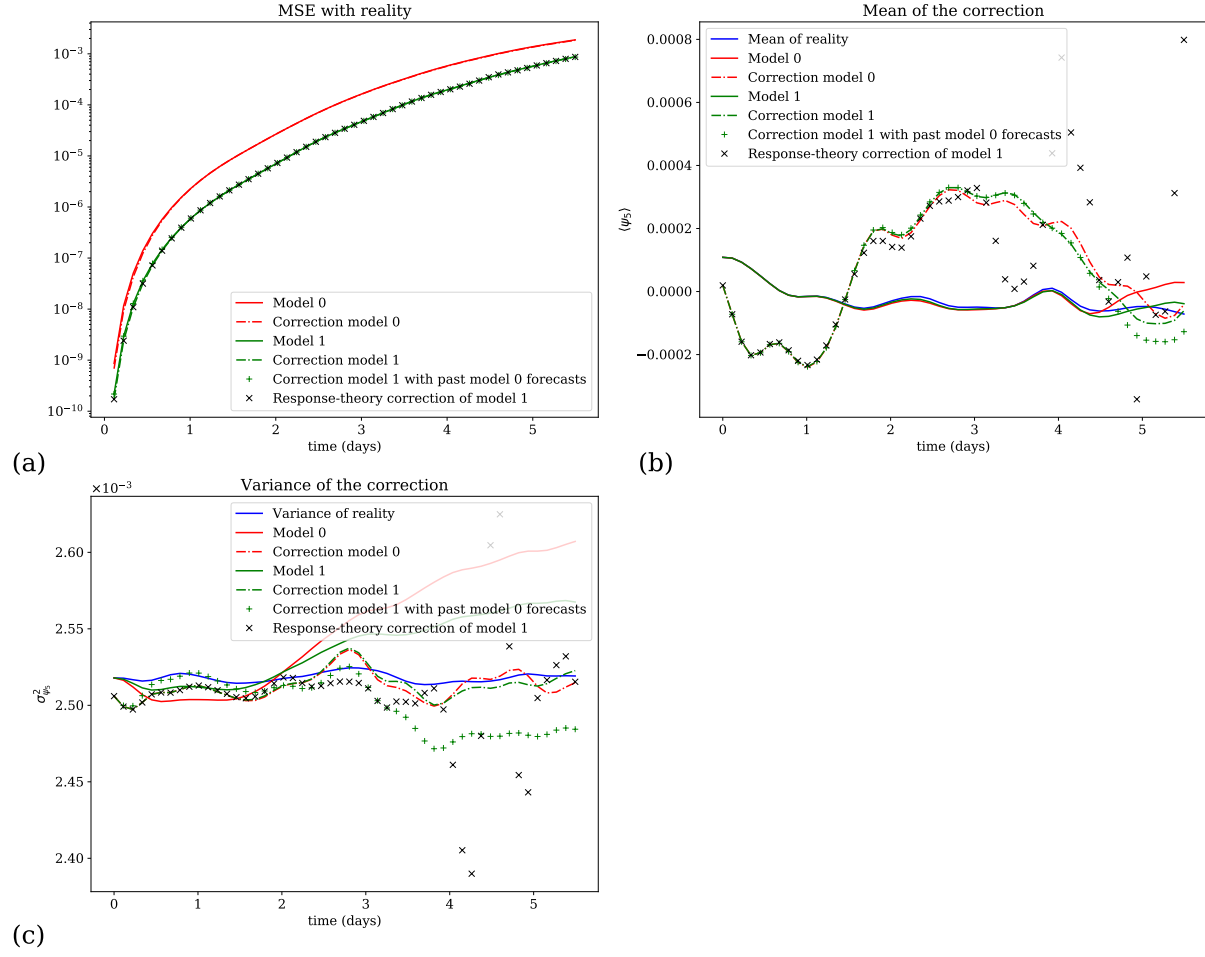 MSE with reality
10⁻³
10⁻⁴
10⁻⁵
10⁻⁶
10⁻⁷
10⁻⁸
10⁻⁹
10⁻¹⁰
Model 0
Correction model 0
Model 1
Correction model 1
Correction model 1 with past model 0 forecasts
Response-theory correction of model 1
0 1 2 3 4 5
time (days)
(a)
Mean of the correction
0.0008
0.0006
0.0004
0.0002
0.0000
−0.0002
⟨ψ₅⟩
Mean of reality
Model 0
Correction model 0
Model 1
Correction model 1
Correction model 1 with past model 0 forecasts
Response-theory correction of model 1
0 1 2 3 4 5
time (days)
(b)
Variance of the correction
×10⁻³
2.60
2.55
2.50
2.45
2.40
σ²ψ₅
Variance of reality
Model 0
Correction model 0
Model 1
Correction model 1
Correction model 1 with past model 0 forecasts
Response-theory correction of model 1
0 1 2 3 4 5
time (days)
(c)